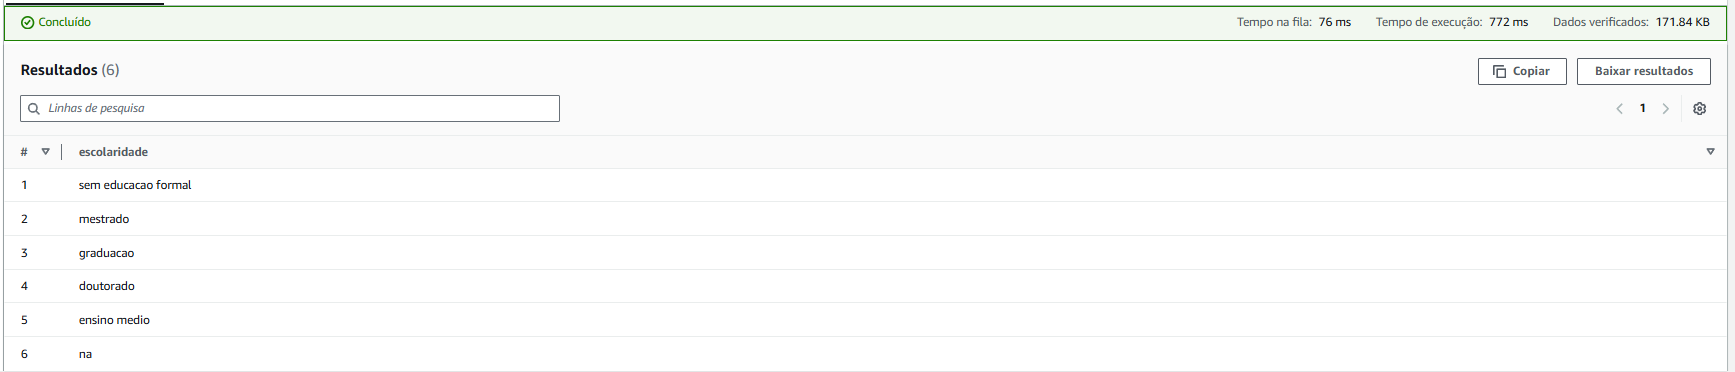 Concluído Tempo na fila: 76 ms Tempo de execução: 772 ms Dados verificados: 171.84 KB
Resultados (6) Copiar Baixar resultados
Linhas de pesquisa 1
# escolaridade
1 sem educacao formal
2 mestrado
3 graduacao
4 doutorado
5 ensino medio
6 na